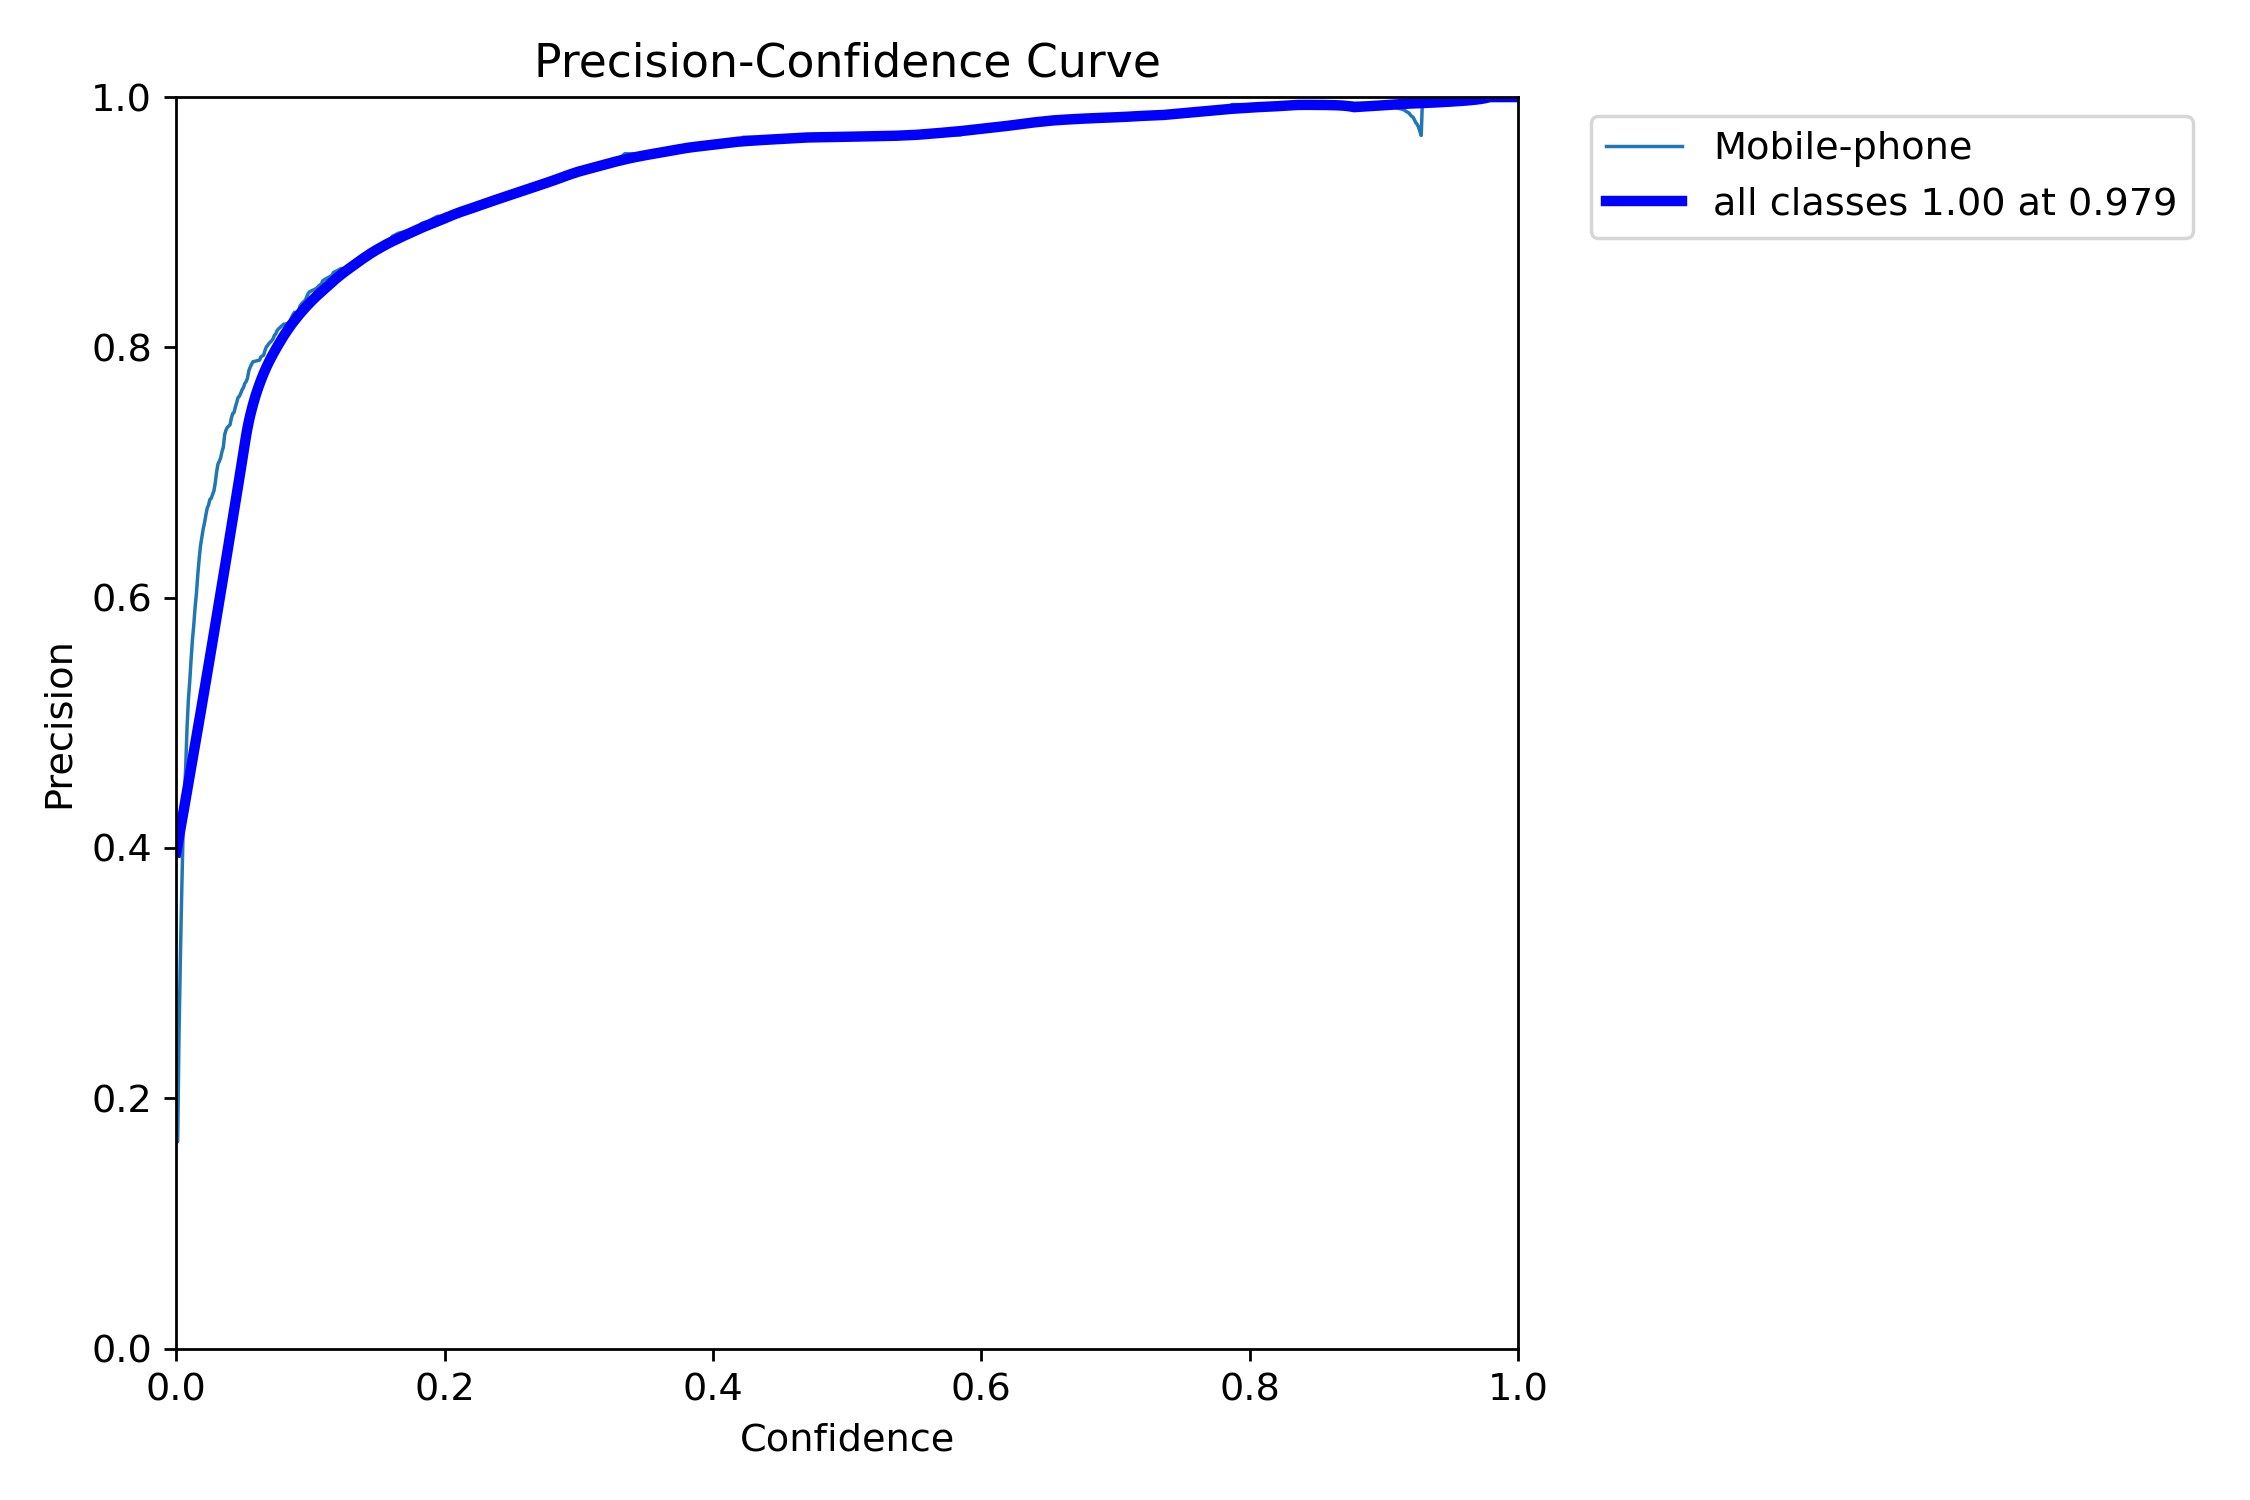 Precision-Confidence Curve
1.0
0.8
0.6
0.4
0.2
0.0
Precision
0.0 0.2 0.4 0.6 0.8 1.0
Confidence
Mobile-phone
all classes 1.00 at 0.979